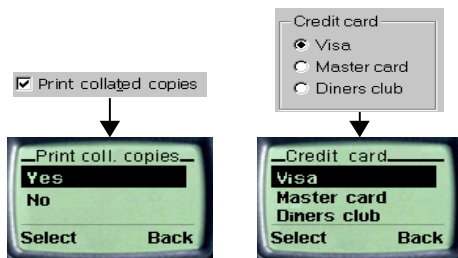 Print collated copies
Print coll. copies
Yes
No
Select Back
Credit card
Visa
Master card
Diners club
Credit card
Visa
Master card
Diners club
Select Back